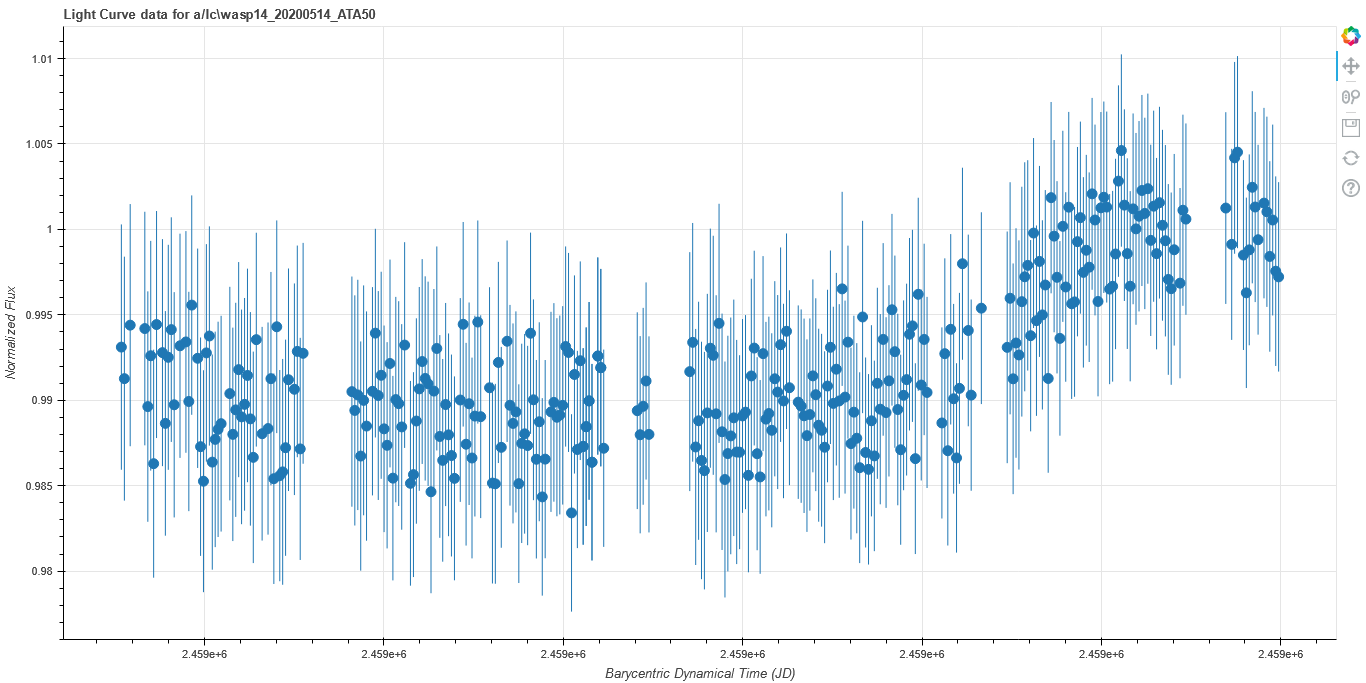 Light Curve data for a/lc\wasp14_20200514_ATA50
1.01
1.005
1
0.995
0.99
0.985
0.98
Normalized Flux
2.459e+6 2.459e+6 2.459e+6 2.459e+6 2.459e+6 2.459e+6 2.459e+6
Barycentric Dynamical Time (JD)